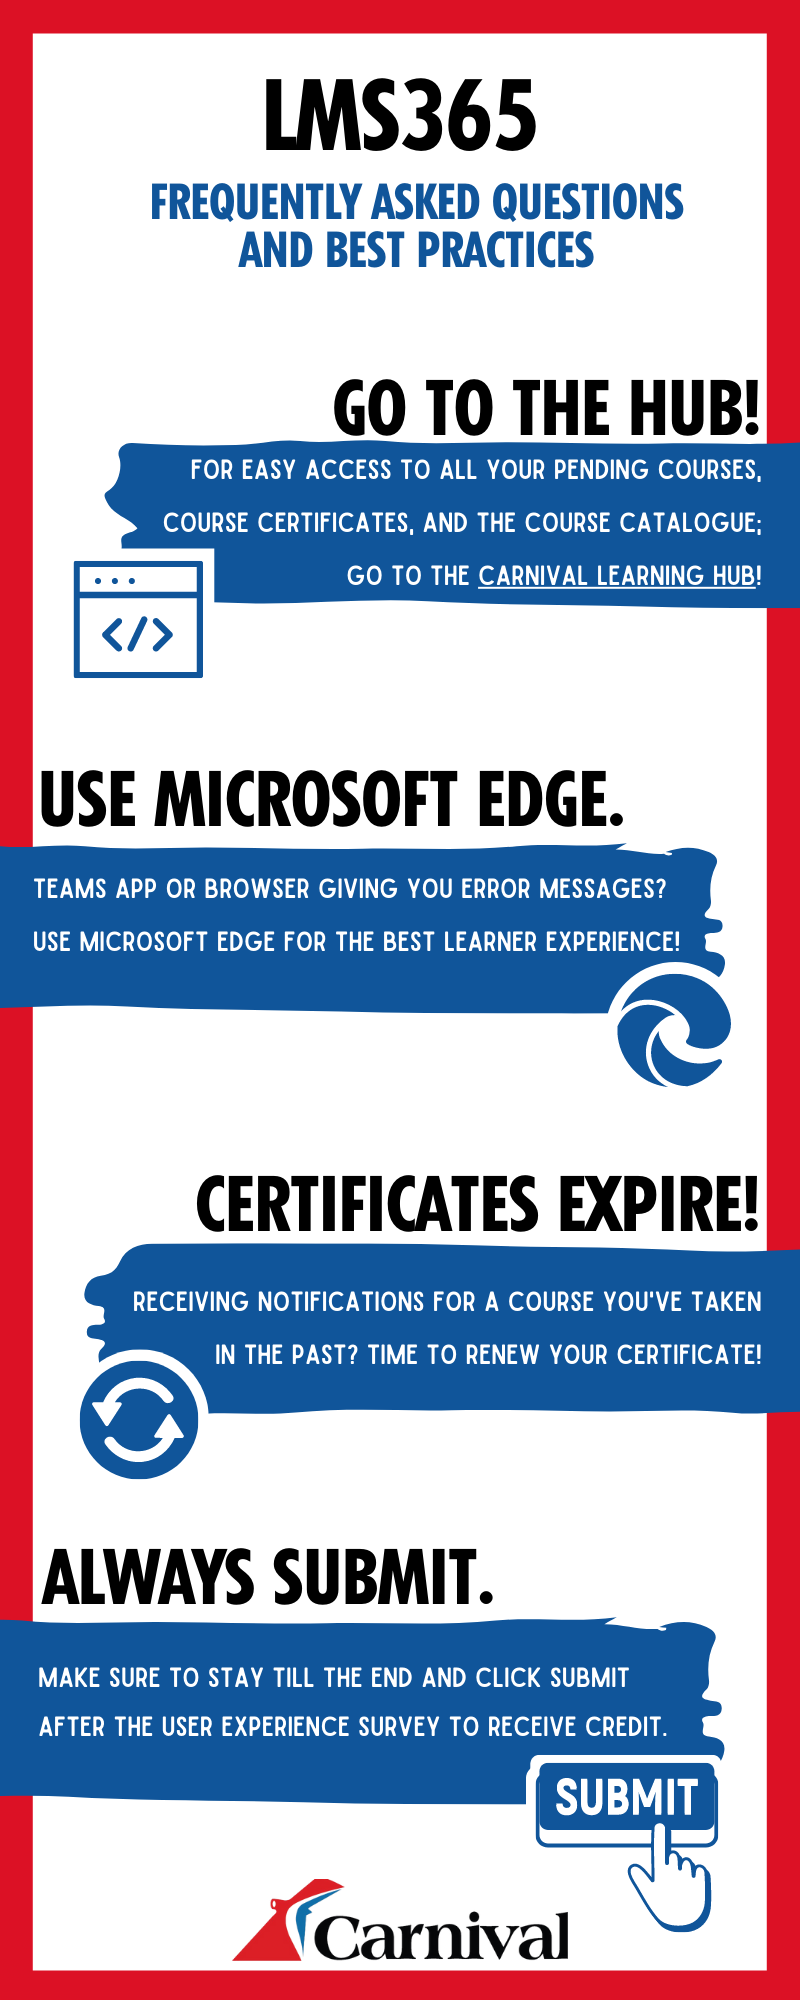 LMS365
FREQUENTLY ASKED QUESTIONS
AND BEST PRACTICES
GO TO THE HUB!
FOR EASY ACCESS TO ALL YOUR PENDING COURSES,
COURSE CERTIFICATES, AND THE COURSE CATALOGUE;
GO TO THE CARNIVAL LEARNING HUB!
</>
USE MICROSOFT EDGE.
TEAMS APP OR BROWSER GIVING YOU ERROR MESSAGES?
USE MICROSOFT EDGE FOR THE BEST LEARNER EXPERIENCE!
CERTIFICATES EXPIRE!
RECEIVING NOTIFICATIONS FOR A COURSE YOU'VE TAKEN
IN THE PAST? TIME TO RENEW YOUR CERTIFICATE!
ALWAYS SUBMIT.
MAKE SURE TO STAY TILL THE END AND CLICK SUBMIT
AFTER THE USER EXPERIENCE SURVEY TO RECEIVE CREDIT.
SUBMIT
Carnival